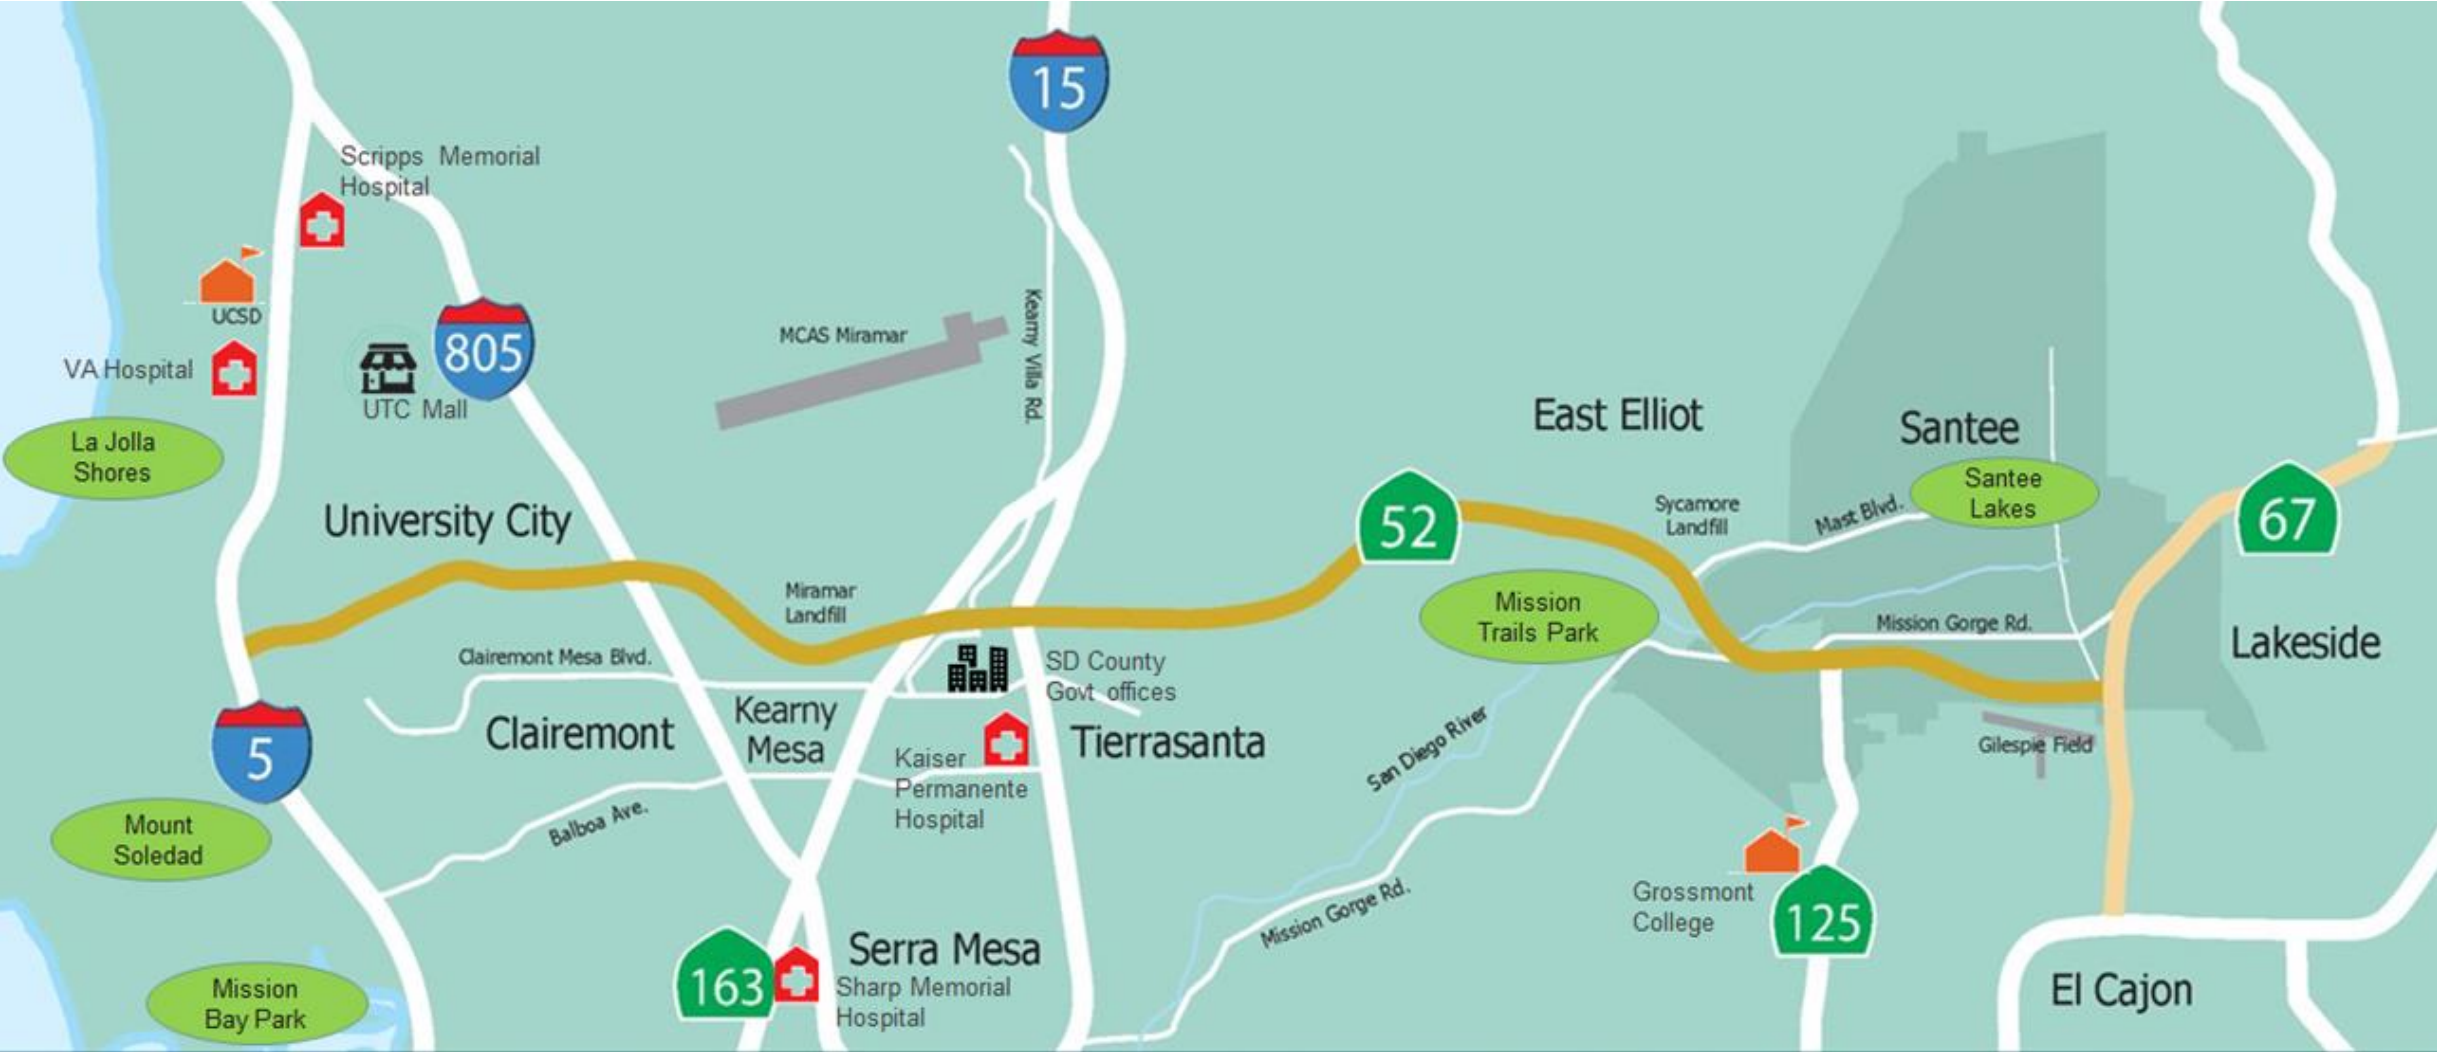 15
Scripps Memorial
Hospital
UCSD
VA Hospital
805
UTC Mall
MCAS Miramar
Kearny Villa Rd.
La Jolla
Shores
University City
East Elliot
Santee
Santee
Lakes
52
Sycamore
Landfill
Mast Blvd.
67
Miramar
Landfill
Mission
Trails Park
Mission Gorge Rd.
Lakeside
Clairemont Mesa Blvd.
SD County
Govt offices
5
Clairemont
Kearny
Mesa
Tierrasanta
Kaiser
Permanente
Hospital
San Diego River
Gilespie Field
Mount
Soledad
Balboa Ave.
Mission Gorge Rd.
Grossmont
College
125
163
Serra Mesa
Sharp Memorial
Hospital
Mission
Bay Park
El Cajon